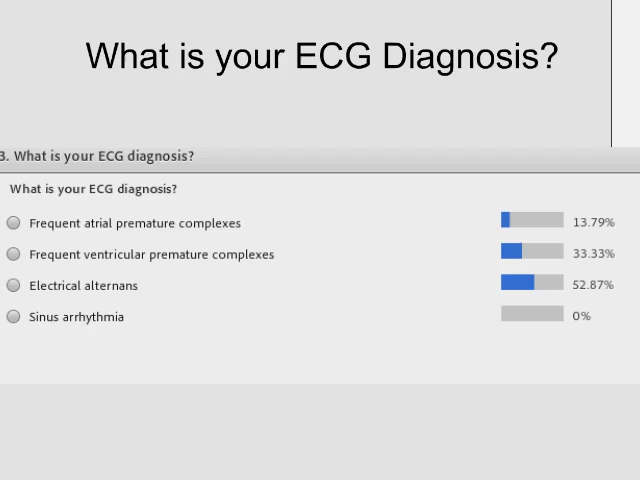 What is your ECG Diagnosis?
3. What is your ECG diagnosis?
What is your ECG diagnosis?
Frequent atrial premature complexes 13.79%
Frequent ventricular premature complexes 33.33%
Electrical alternans 52.87%
Sinus arrhythmia 0%